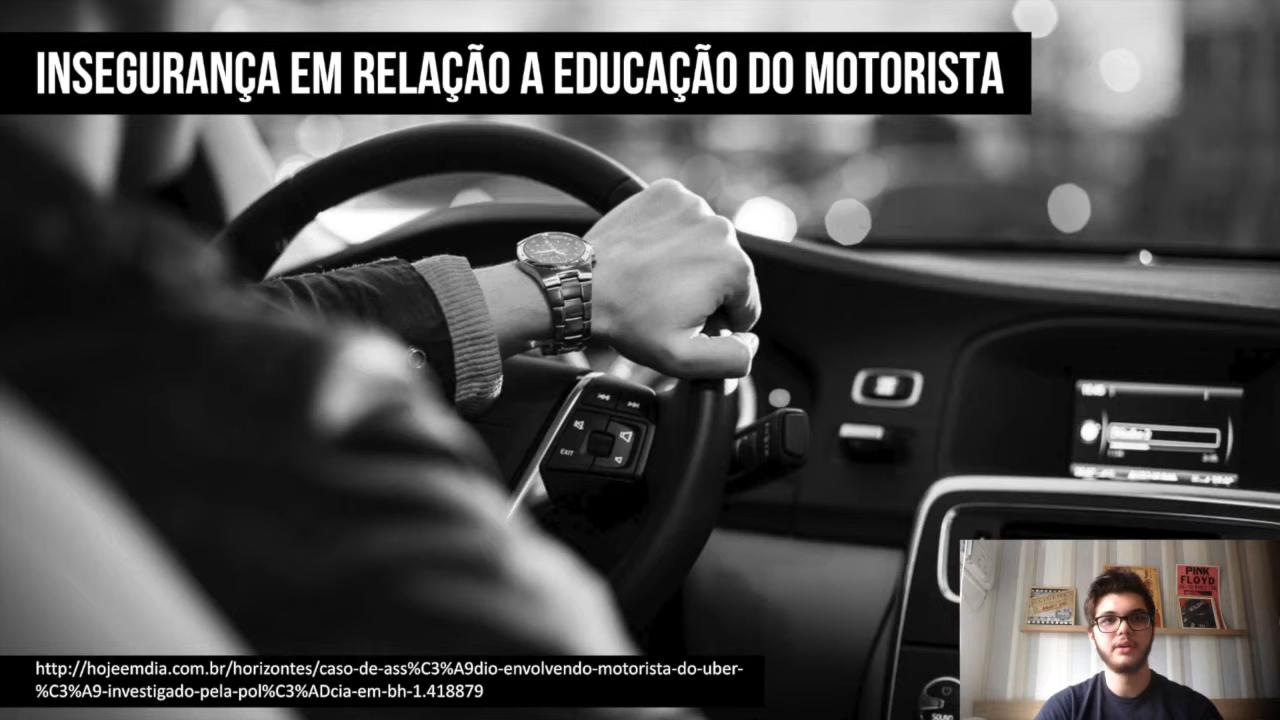 INSEGURANÇA EM RELAÇÃO A EDUCAÇÃO DO MOTORISTA
EXIT
http://hojeemdia.com.br/horizontes/caso-de-ass%C3%A9dio-envolvendo-motorista-do-uber-
%C3%A9-investigado-pela-pol%C3%ADcia-em-bh-1.418879
PINK
FLOYD
SOUND